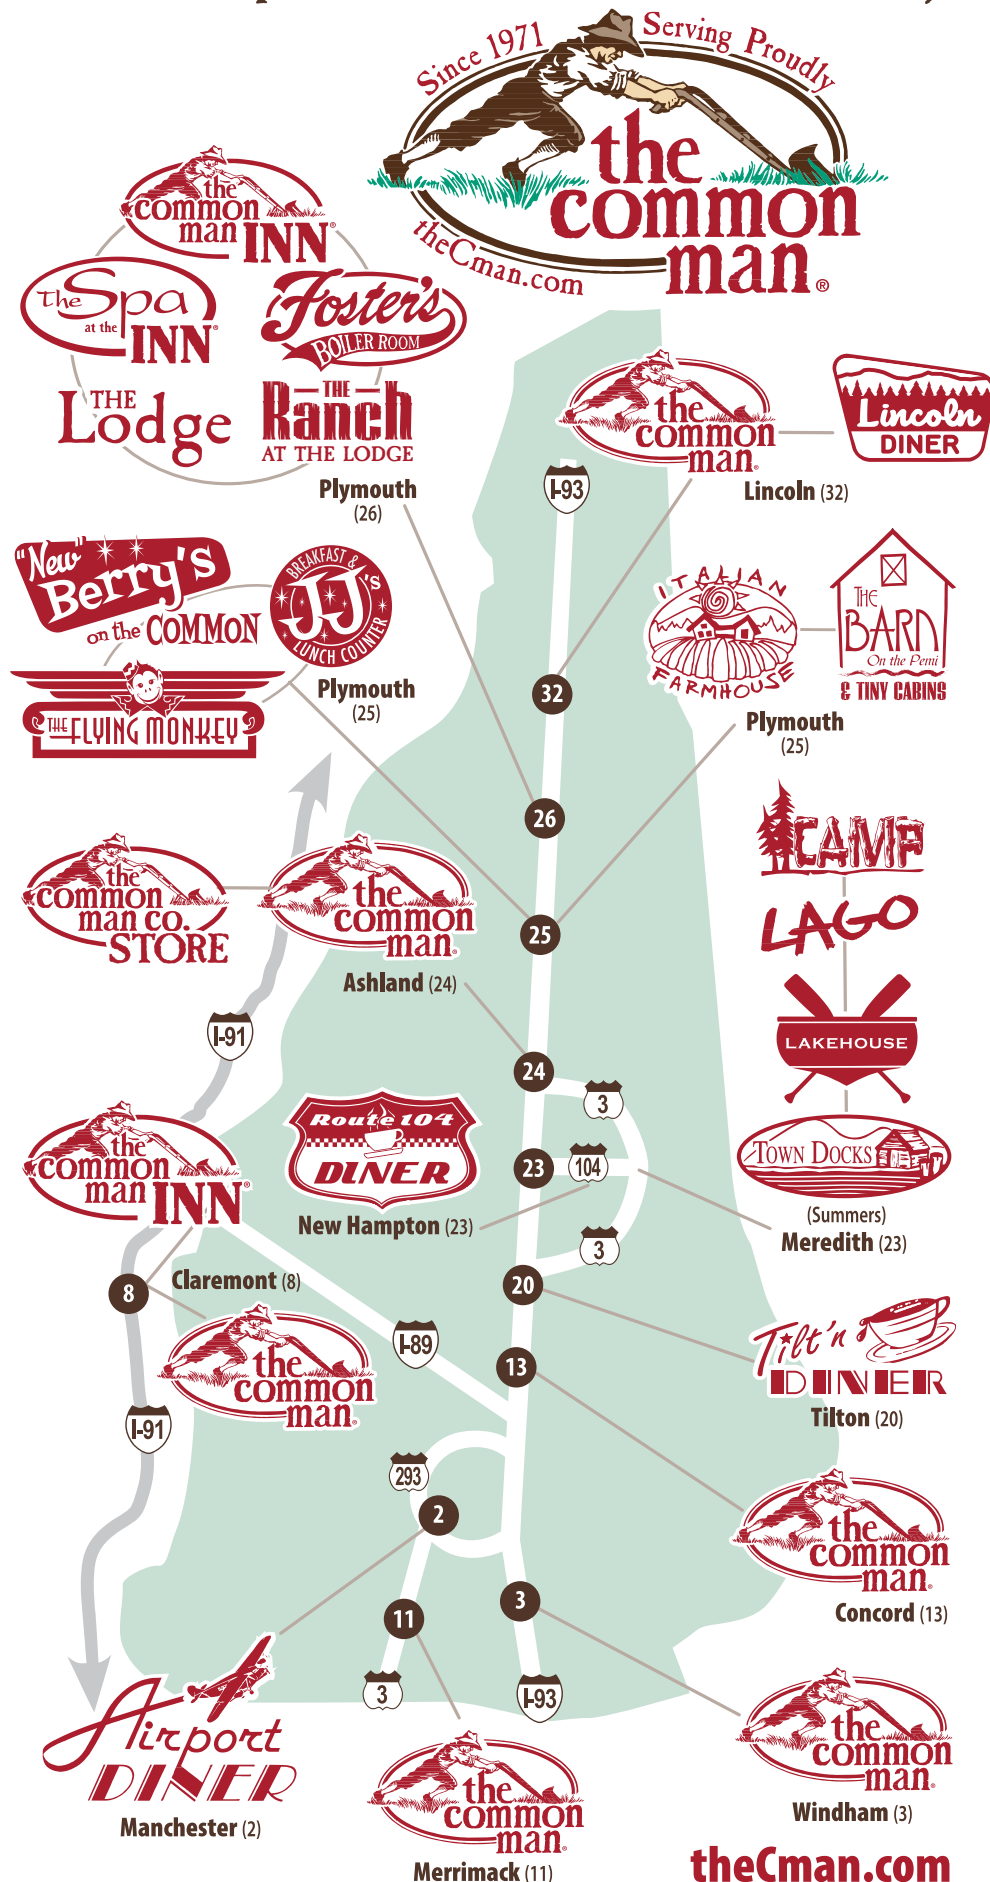 Since 1971
Serving Proudly
the
common
man®
theCman.com
the
common
man INN®
The Spa
at the
INN®
Foster's
BOILER ROOM
THE
Lodge
THE
Ranch
AT THE LODGE
Plymouth
(26)
the
common
man®
Lincoln
DINER
Lincoln (32)
I-93
"New"
Berry's
on the COMMON
BREAKFAST &
JJ's
LUNCH COUNTER
THE FLYING MONKEY
Plymouth
(25)
ITALIAN
FARMHOUSE
THE
BARN
On the Pemi
& TINY CABINS
Plymouth
(25)
32
26
25
the
common
man co.
STORE
the
common
man®
Ashland (24)
CAMP
LAGO
LAKEHOUSE
TOWN DOCKS
(Summers)
Meredith (23)
I-91
24
3
23
104
3
20
Route 104
DINER
New Hampton (23)
the
common
man INN®
8
Claremont (8)
the
common
man®
I-89
13
Tilt'n
DINER
Tilton (20)
I-91
293
2
3
11
3
I-93
the
common
man®
Concord (13)
Airport
DINER
Manchester (2)
the
common
man®
Merrimack (11)
the
common
man®
Windham (3)
theCman.com